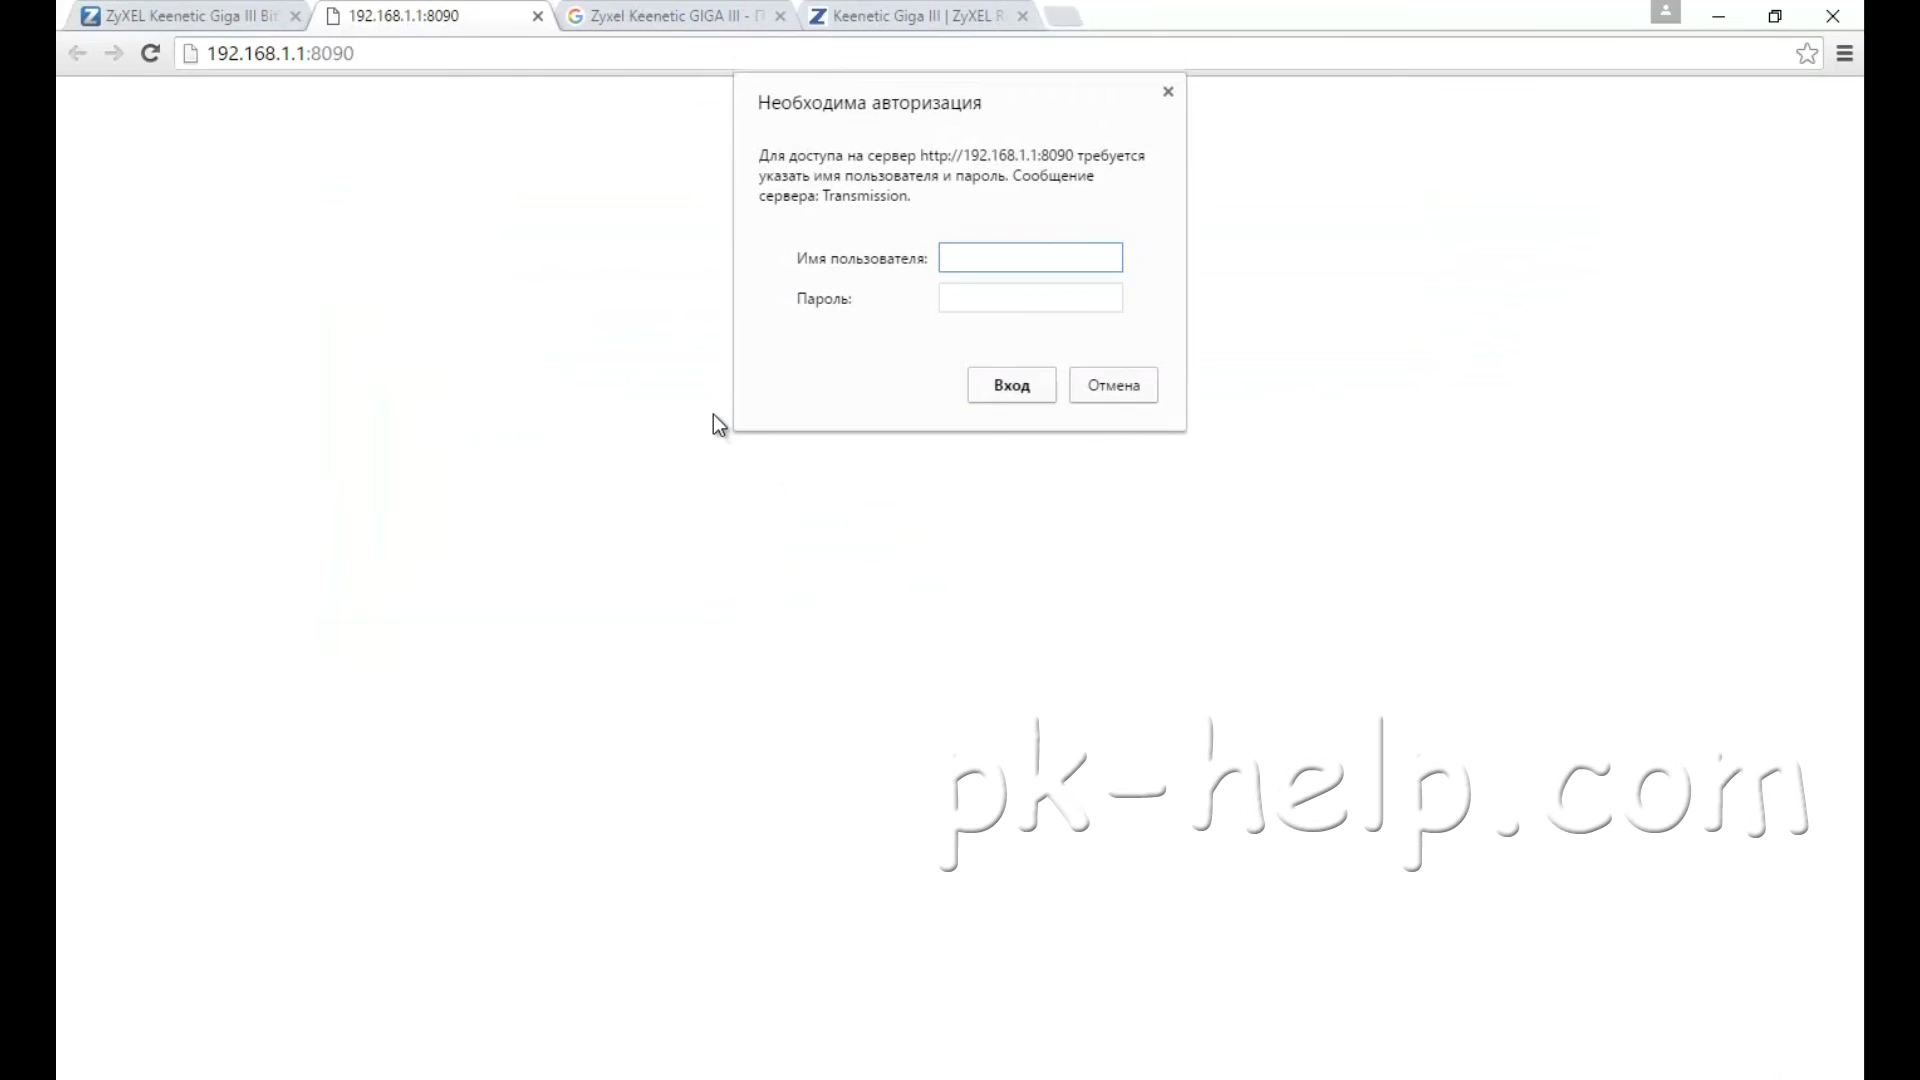 ZyXEL Keenetic Giga III Bit
192.168.1.1:8090
Zyxel Keenetic GIGA III - П
Keenetic Giga III | ZyXEL R
192.168.1.1:8090
Необходима авторизация
Для доступа на сервер http://192.168.1.1:8090 требуется
указать имя пользователя и пароль. Сообщение
сервера: Transmission.
Имя пользователя:
Пароль:
Вход
Отмена
pk-help.com